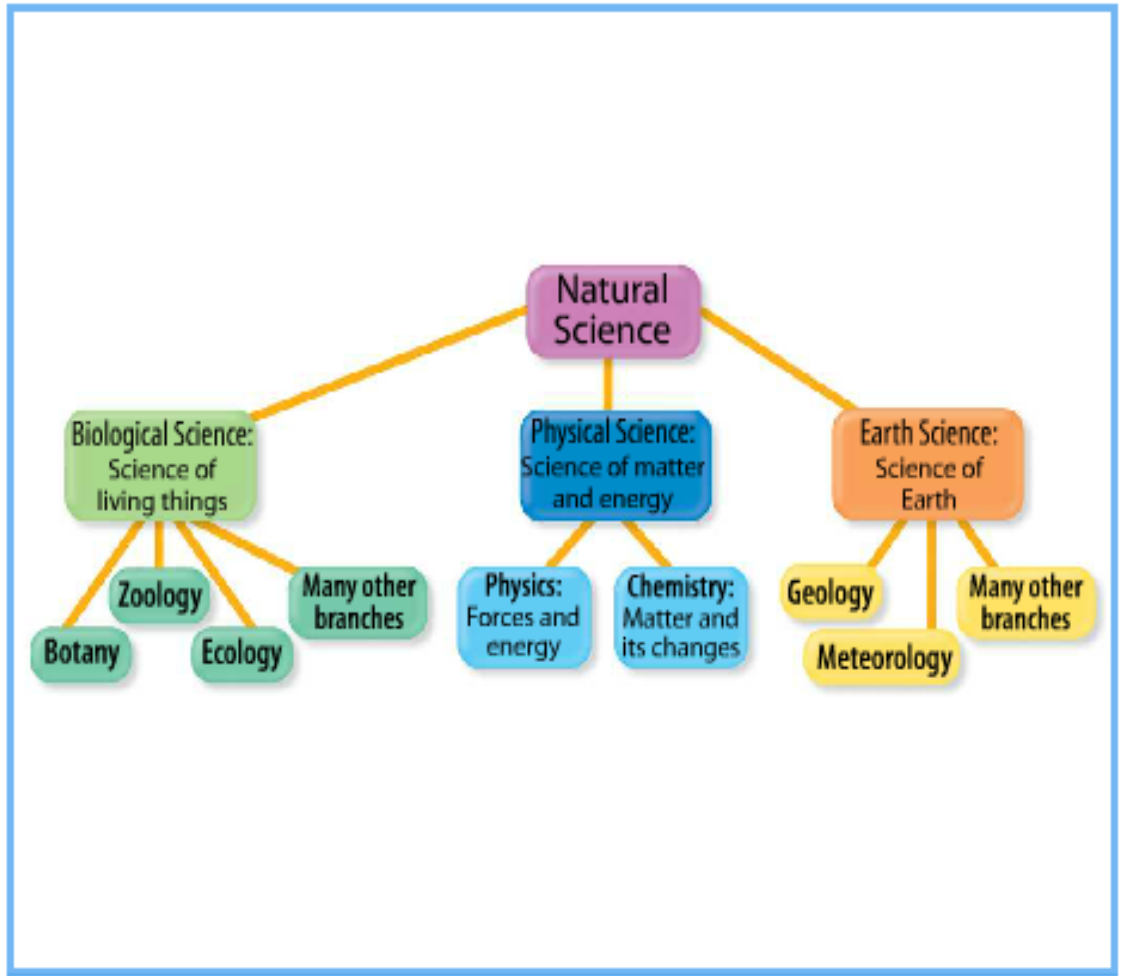 Natural
Science
Biological Science:
Science of
living things
Physical Science:
Science of matter
and energy
Earth Science:
Science of
Earth
Botany
Zoology
Ecology
Many other
branches
Physics:
Forces and
energy
Chemistry:
Matter and
its changes
Geology
Meteorology
Many other
branches